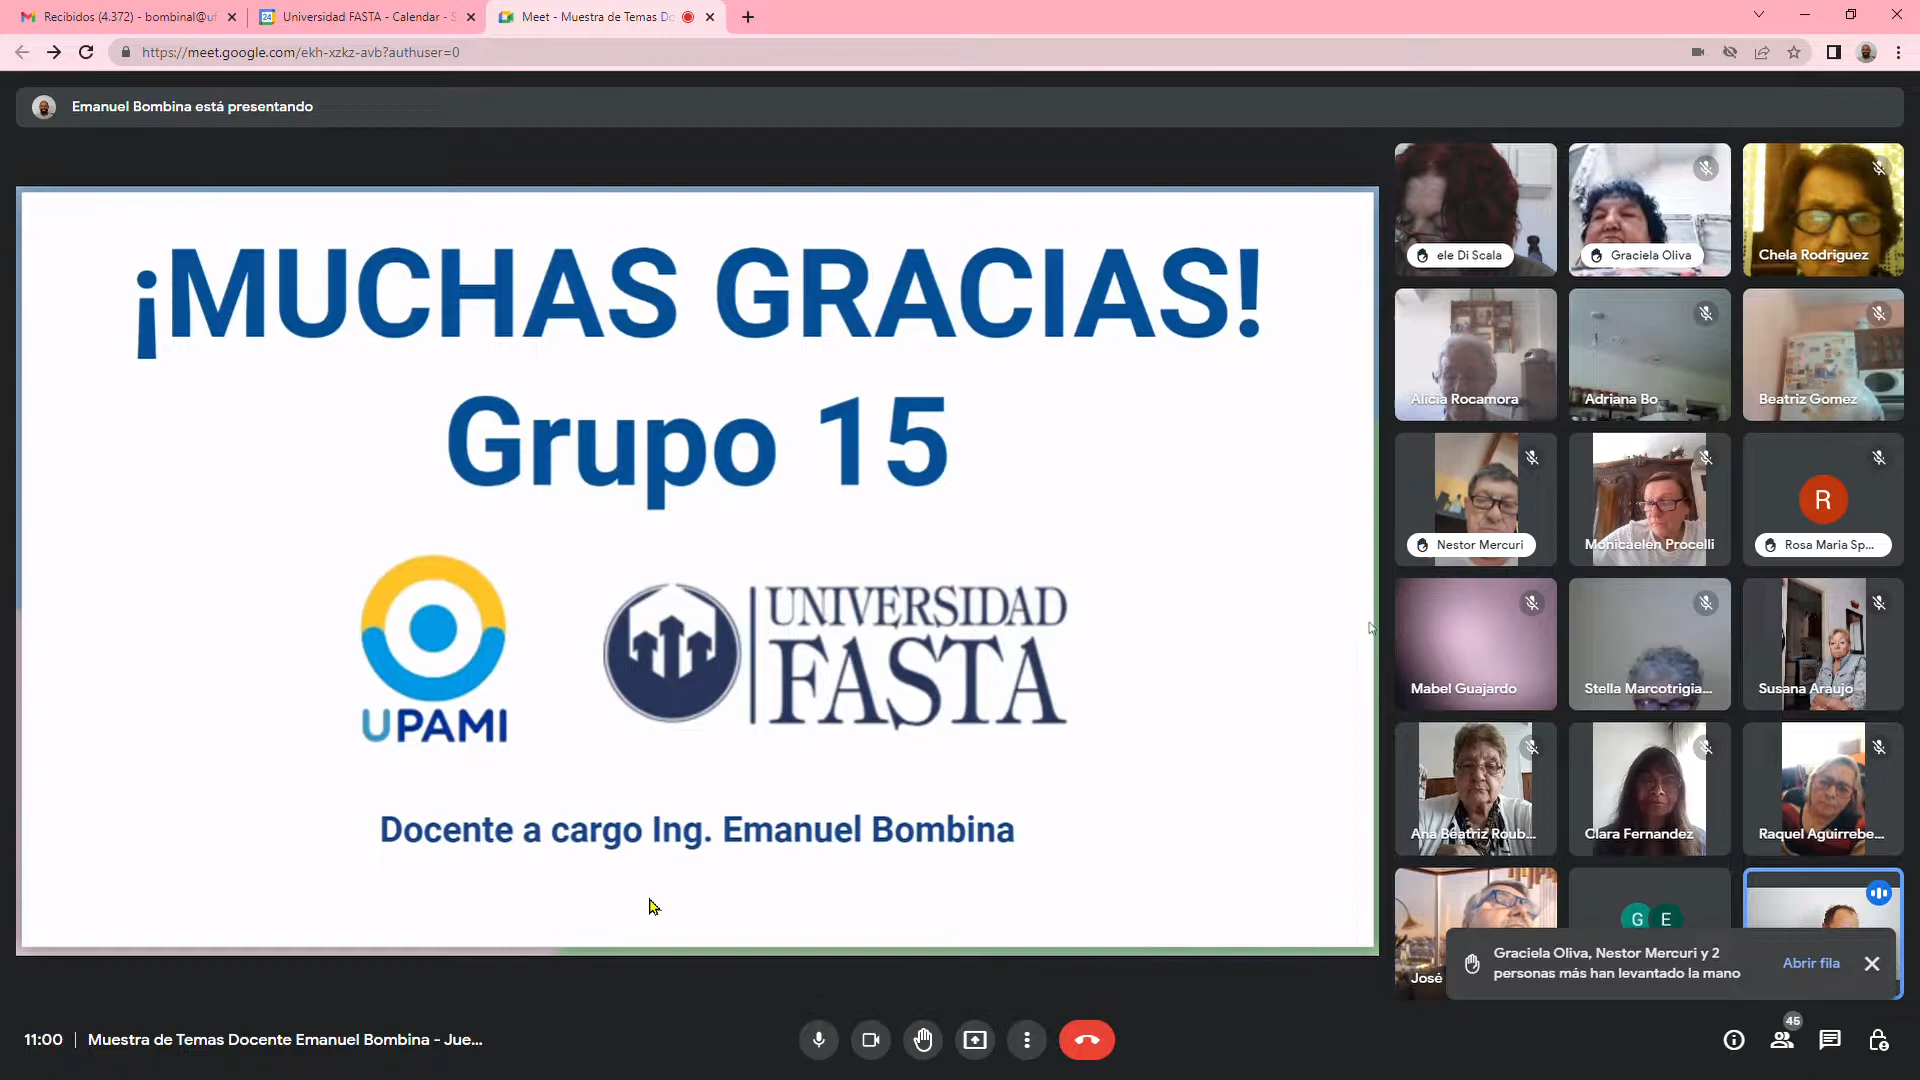 Recibidos (4.372) - bombinal@uf
24
Universidad FASTA - Calendar - S
Meet - Muestra de Temas Do
https://meet.google.com/ekh-xzkz-avb?authuser=0
Emanuel Bombina está presentando
¡MUCHAS GRACIAS!
Grupo 15
UPAMI
UNIVERSIDAD
FASTA
Docente a cargo Ing. Emanuel Bombina
ele Di Scala
Graciela Oliva
Chela Rodriguez
Alicia Rocamora
Adriana Bo
Beatriz Gomez
Nestor Mercuri
Monicaelen Procelli
R
Rosa Maria Sp...
Mabel Guajardo
Stella Marcotrigia...
Susana Araujo
Ana Beatriz Roub...
Clara Fernandez
Raquel Aguirrebe...
José
G E
Graciela Oliva, Nestor Mercuri y 2
personas más han levantado la mano
Abrir fila
11:00 | Muestra de Temas Docente Emanuel Bombina - Jue...
45